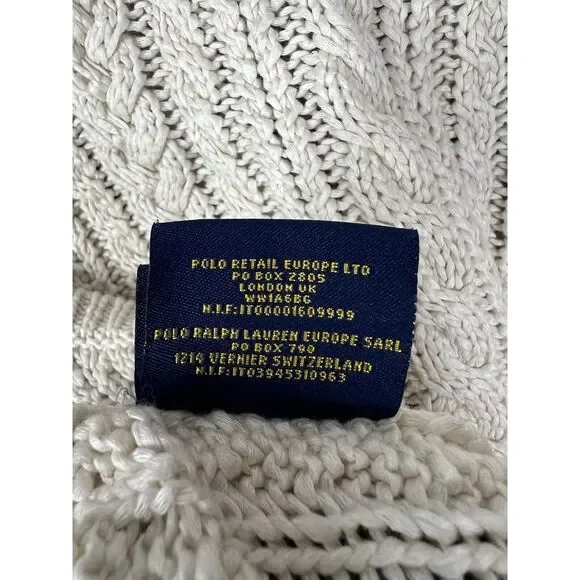 POLO RETAIL EUROPE LTD
PO BOX 2805
LONDON UK
WW1A6BG
N.I.F:IT00001609999
POLO RALPH LAUREN EUROPE SARL
PO BOX 790
1214 VERNIER SWITZERLAND
N.I.F:IT03945310963